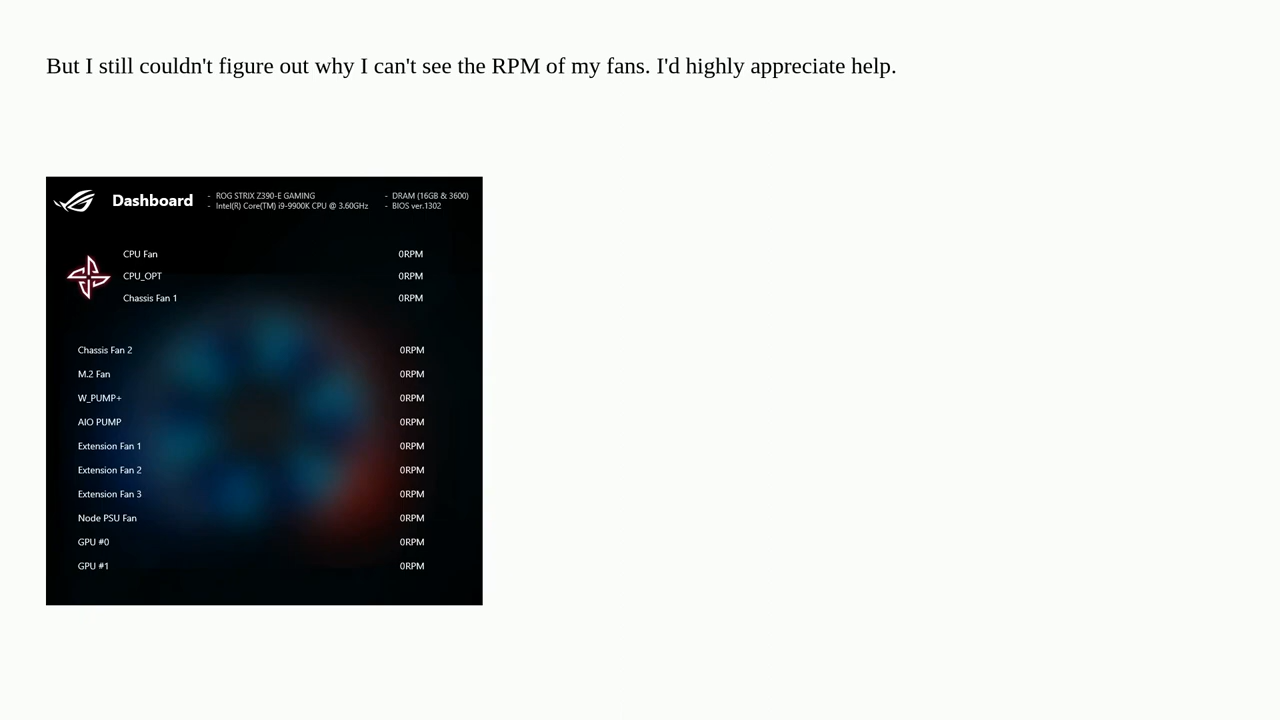 But I still couldn't figure out why I can't see the RPM of my fans. I'd highly appreciate help.
Dashboard
- ROG STRIX Z390-E GAMING
- Intel(R) Core(TM) i9-9900K CPU @ 3.60GHz
- DRAM (16GB & 3600)
- BIOS ver.1302
CPU Fan 0RPM
CPU_OPT 0RPM
Chassis Fan 1 0RPM
Chassis Fan 2 0RPM
M.2 Fan 0RPM
W_PUMP+ 0RPM
AIO PUMP 0RPM
Extension Fan 1 0RPM
Extension Fan 2 0RPM
Extension Fan 3 0RPM
Node PSU Fan 0RPM
GPU #0 0RPM
GPU #1 0RPM